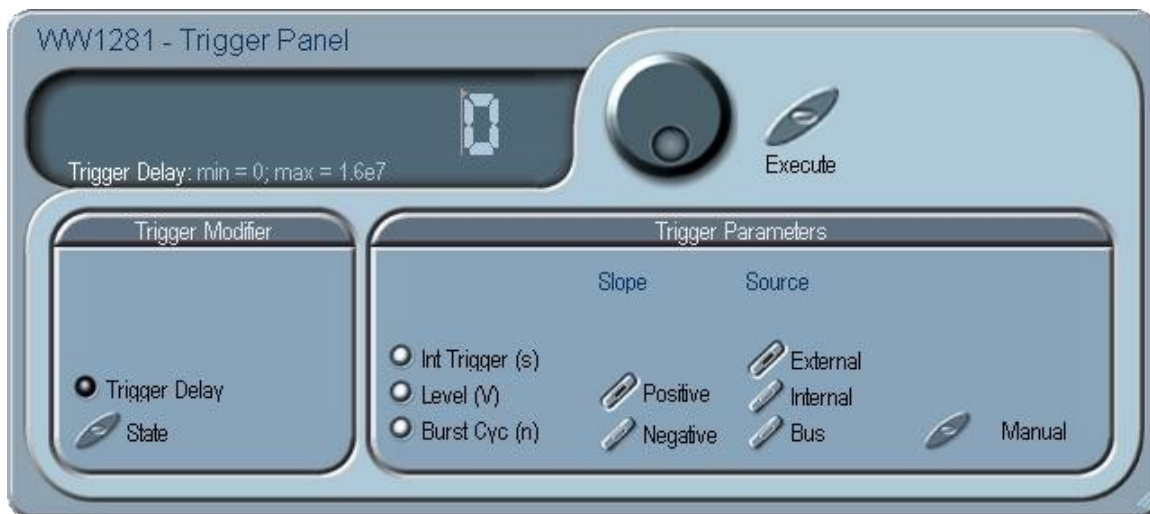 WW1281 - Trigger Panel
0
Trigger Delay: min = 0; max = 1.6e7
Execute
Trigger Modifier
Trigger Delay
State
Trigger Parameters
Slope
Source
Int Trigger (s)
Level (V)
Burst Cyc (n)
Positive
Negative
External
Internal
Bus
Manual